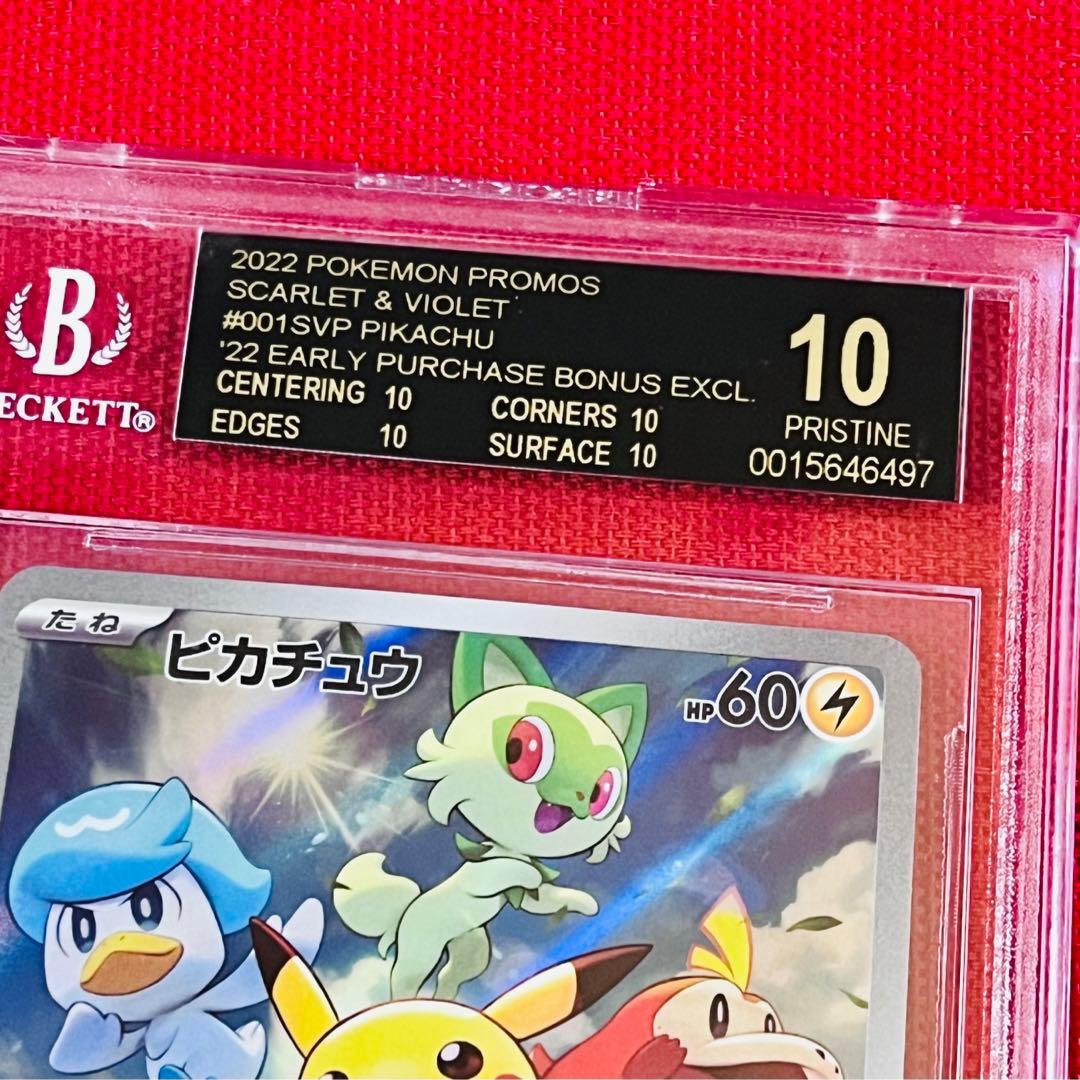 B
ECKETT®
2022 POKEMON PROMOS
SCARLET & VIOLET
#001SVP PIKACHU
'22 EARLY PURCHASE BONUS EXCL.
CENTERING 10 CORNERS 10
EDGES 10 SURFACE 10
10
PRISTINE
0015646497
たね
ピカチュウ
HP60